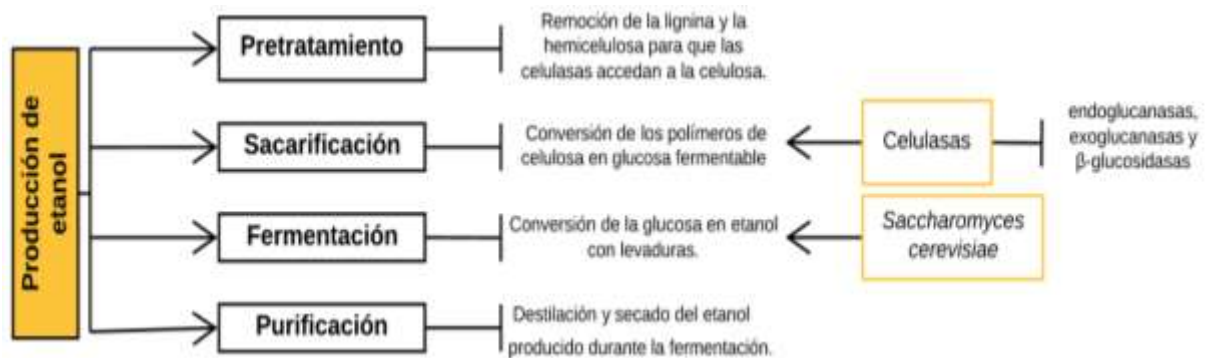 Producción de
etanol
Pretratamiento
Remoción de la lignina y la
hemicelulosa para que las
celulasas accedan a la celulosa.
Sacarificación
Conversión de los polímeros de
celulosa en glucosa fermentable
Celulasas
endoglucanasas,
exoglucanasas y
β-glucosidasas
Fermentación
Conversión de la glucosa en etanol
con levaduras.
Saccharomyces
cerevisiae
Purificación
Destilación y secado del etanol
producido durante la fermentación.